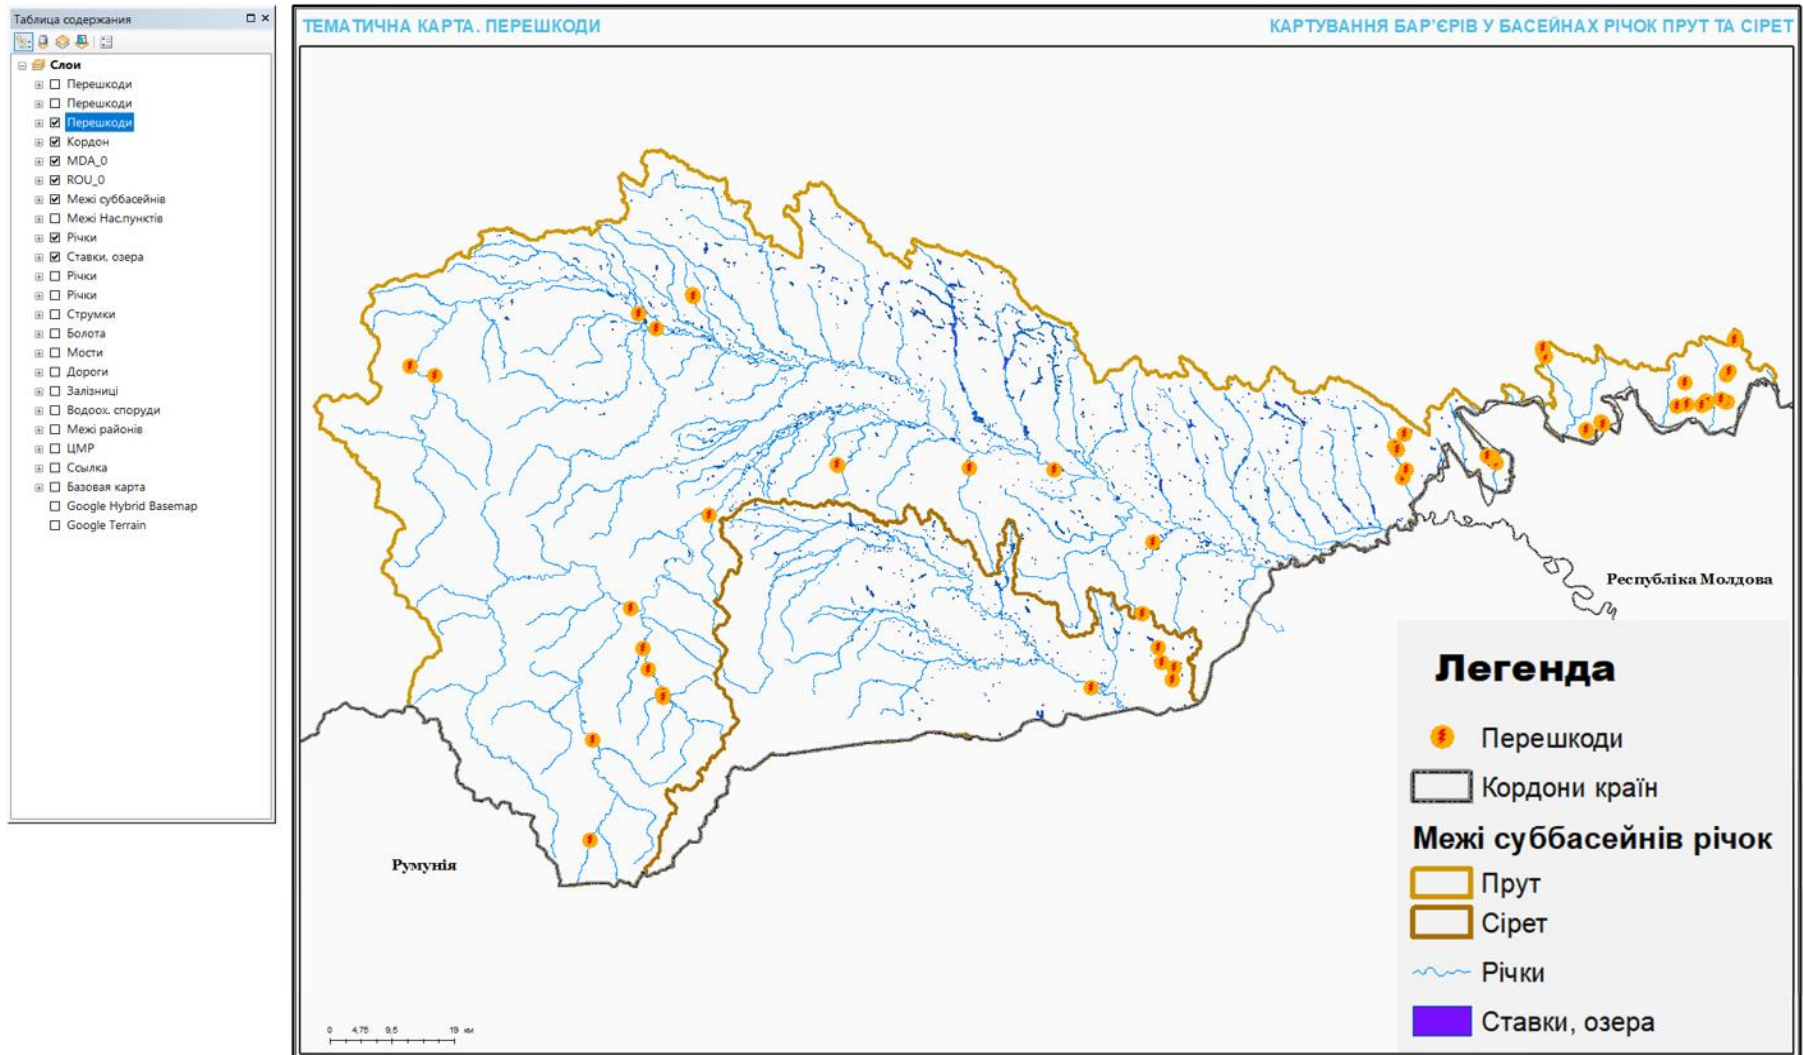 Таблица содержания
Слои
Перешкоди
Перешкоди
Перешкоди
Кордон
MDA_0
ROU_0
Межі суббасейнів
Межі Нас.пунктів
Річки
Ставки, озера
Річки
Річки
Струмки
Болота
Мости
Дороги
Залізниці
Водоох. споруди
Межі районів
ЦМР
Ссылка
Базовая карта
Google Hybrid Basemap
Google Terrain
ТЕМАТИЧНА КАРТА. ПЕРЕШКОДИ
КАРТУВАННЯ БАР'ЄРІВ У БАСЕЙНАХ РІЧОК ПРУТ ТА СІРЕТ
Республіка Молдова
Румунія
Легенда
Перешкоди
Кордони країн
Межі суббасейнів річок
Прут
Сірет
Річки
Ставки, озера
0 4,75 9,5 19 км